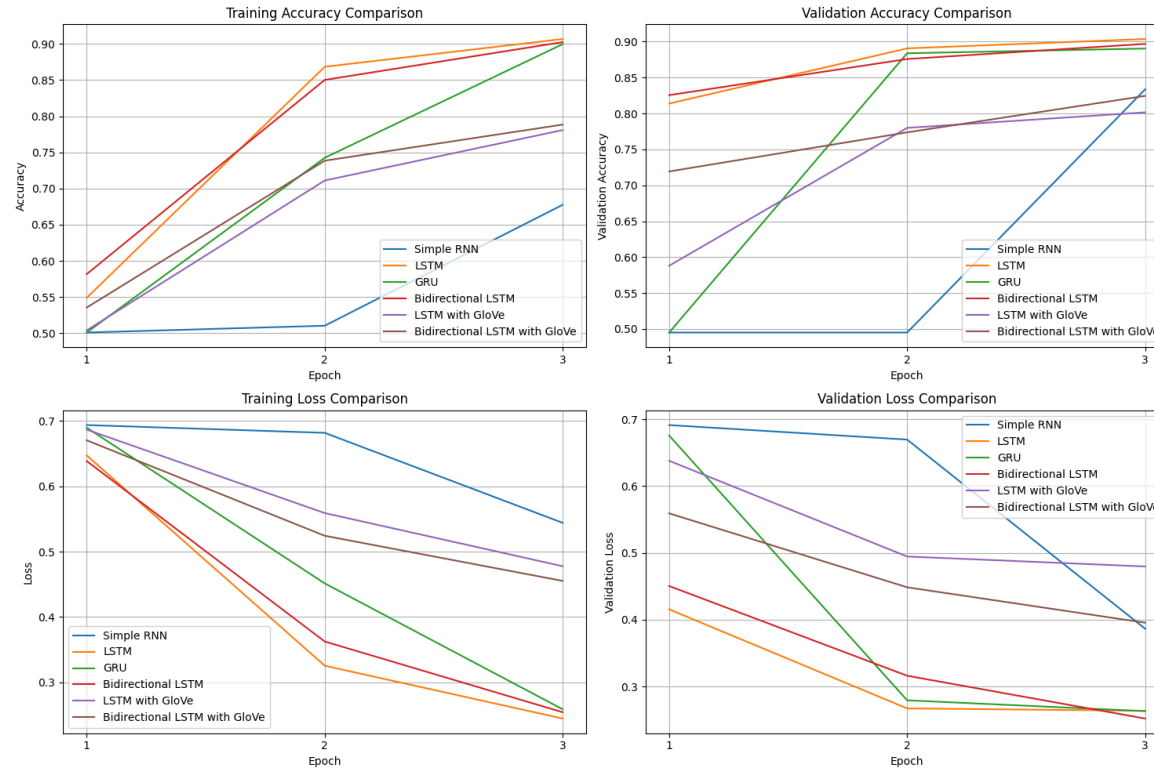 Training Accuracy Comparison
0.90
0.85
0.80
0.75
0.70
0.65
0.60
0.55
0.50
Accuracy
Simple RNN
LSTM
GRU
Bidirectional LSTM
LSTM with GloVe
Bidirectional LSTM with GloVe
1 2 3
Epoch
Validation Accuracy Comparison
0.90
0.85
0.80
0.75
0.70
0.65
0.60
0.55
0.50
Validation Accuracy
Simple RNN
LSTM
GRU
Bidirectional LSTM
LSTM with GloVe
Bidirectional LSTM with GloVe
1 2 3
Epoch
Training Loss Comparison
0.7
0.6
0.5
0.4
0.3
Loss
Simple RNN
LSTM
GRU
Bidirectional LSTM
LSTM with GloVe
Bidirectional LSTM with GloVe
1 2 3
Epoch
Validation Loss Comparison
0.7
0.6
0.5
0.4
0.3
Validation Loss
Simple RNN
LSTM
GRU
Bidirectional LSTM
LSTM with GloVe
Bidirectional LSTM with GloVe
1 2 3
Epoch